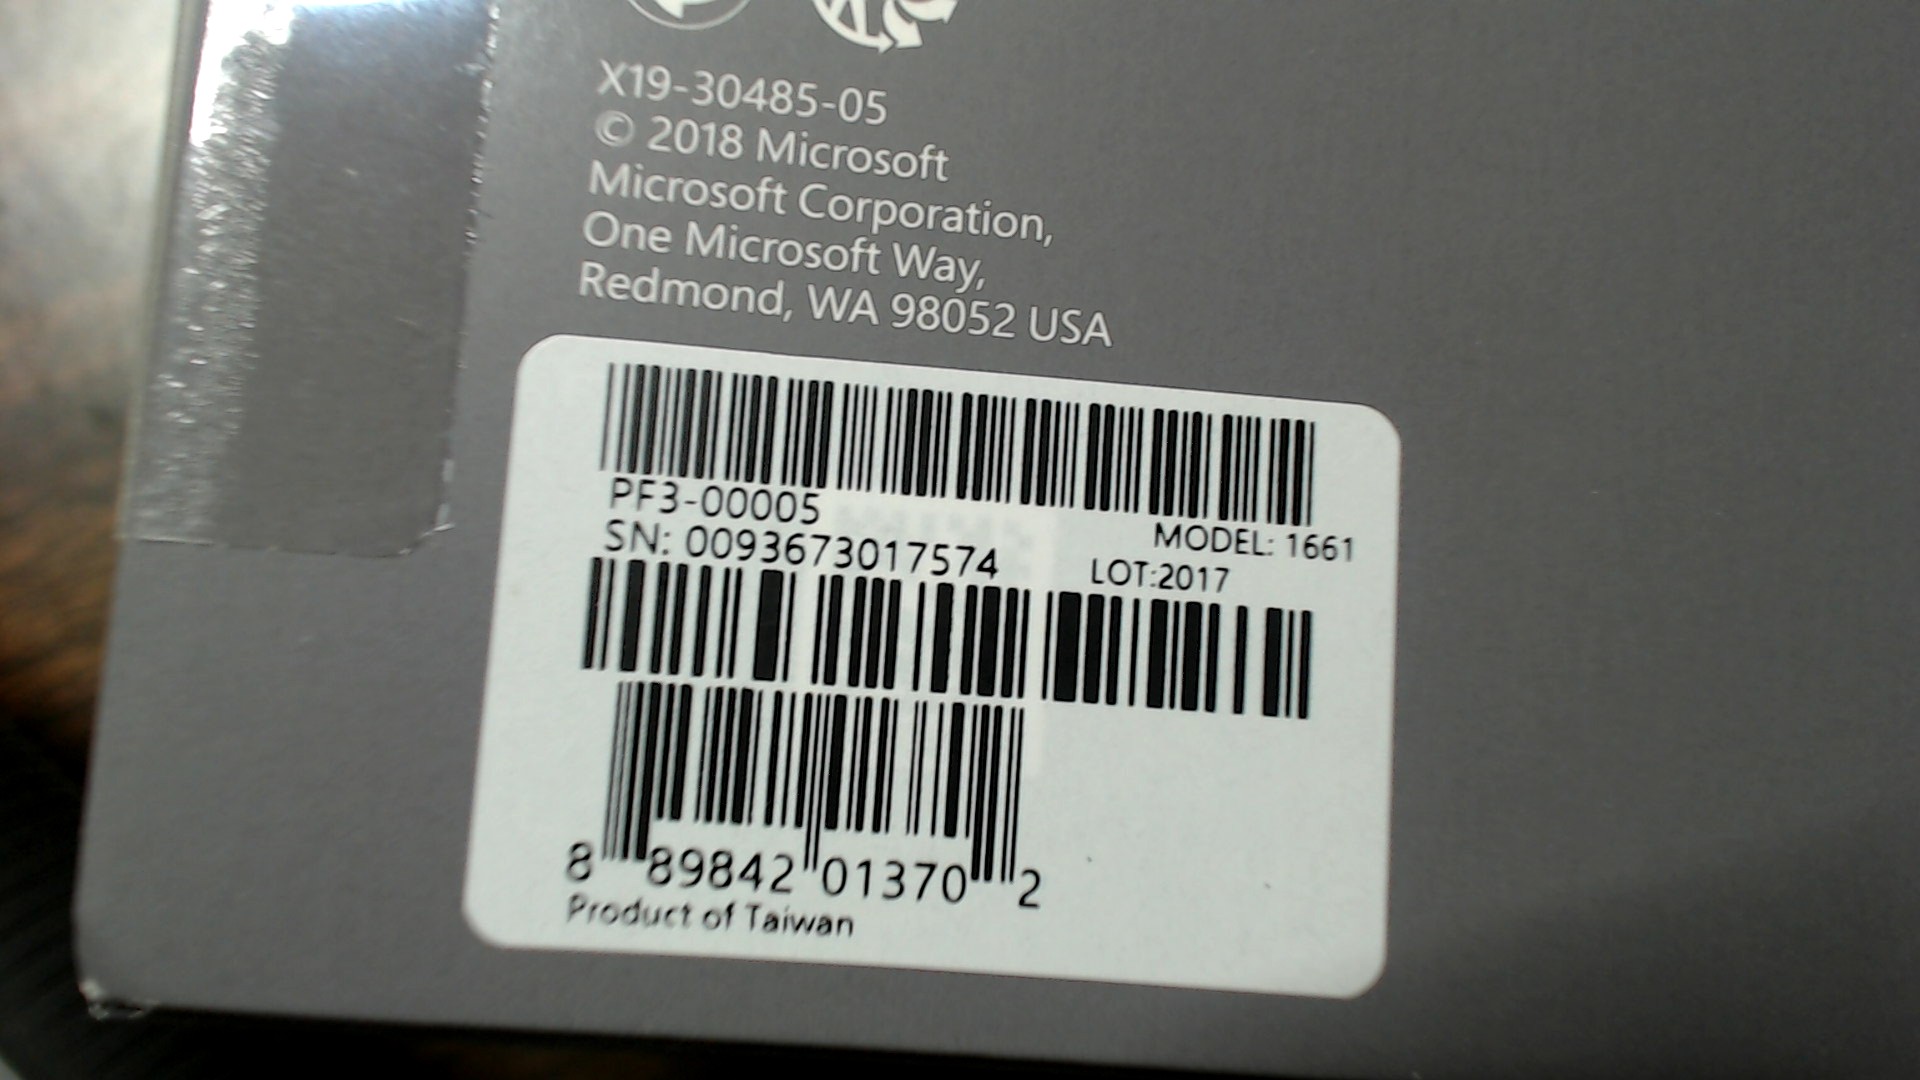 X19-30485-05
© 2018 Microsoft
Microsoft Corporation,
One Microsoft Way,
Redmond, WA 98052 USA
PF3-00005
MODEL: 1661
SN: 0093673017574
LOT:2017
8 89842 01370 2
Product of Taiwan